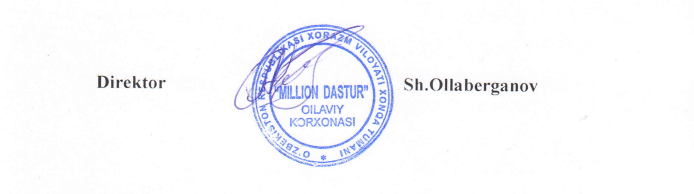 Direktor
O'ZBEKISTON RESPUBLIKASI XORAZM VILOYATI XONQA TUMANI *
"MILLION DASTUR"
OILAVIY
KORXONASI
Sh.Ollaberganov